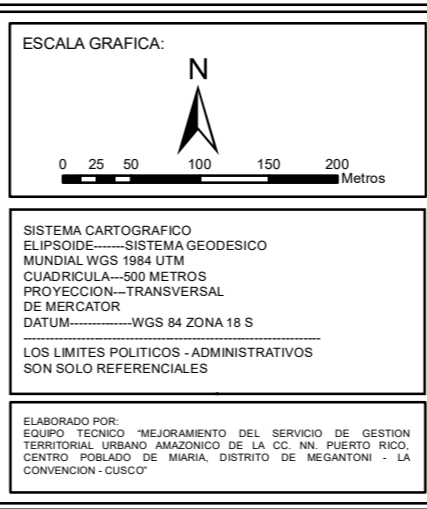 ESCALA GRAFICA:
N
0 25 50 100 150 200
Metros
SISTEMA CARTOGRAFICO
ELIPSOIDE-------SISTEMA GEODESICO
MUNDIAL WGS 1984 UTM
CUADRICULA---500 METROS
PROYECCION---TRANSVERSAL
DE MERCATOR
DATUM--------------WGS 84 ZONA 18 S
------------------------------------------------------------------
LOS LIMITES POLITICOS - ADMINISTRATIVOS
SON SOLO REFERENCIALES
ELABORADO POR:
EQUIPO TECNICO "MEJORAMIENTO DEL SERVICIO DE GESTION
TERRITORIAL URBANO AMAZONICO DE LA CC. NN. PUERTO RICO,
CENTRO POBLADO DE MIARIA, DISTRITO DE MEGANTONI - LA
CONVENCION - CUSCO"